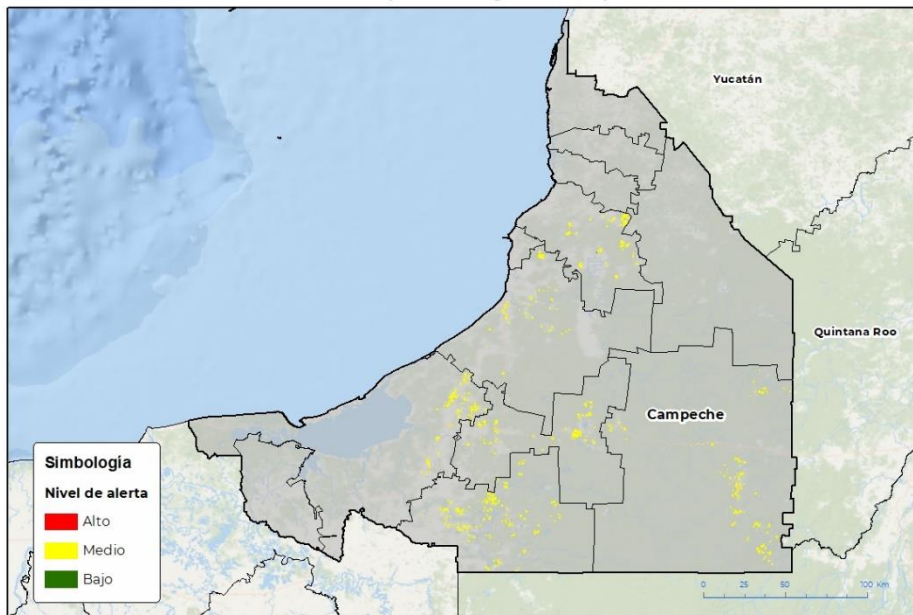 Yucatán
Quintana Roo
Campeche
Simbología
Nivel de alerta
Alto
Medio
Bajo
0 25 50 100 Km